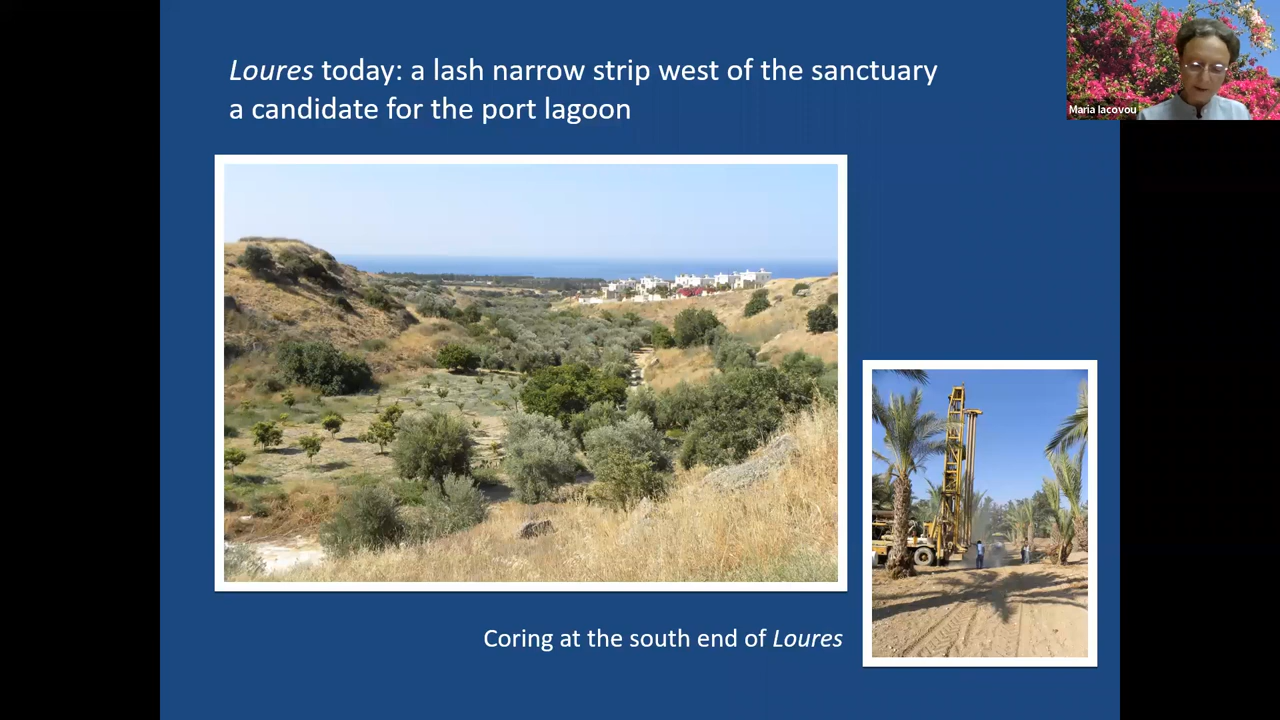 Loures today: a lash narrow strip west of the sanctuary
a candidate for the port lagoon
Maria Iacovou
Coring at the south end of Loures